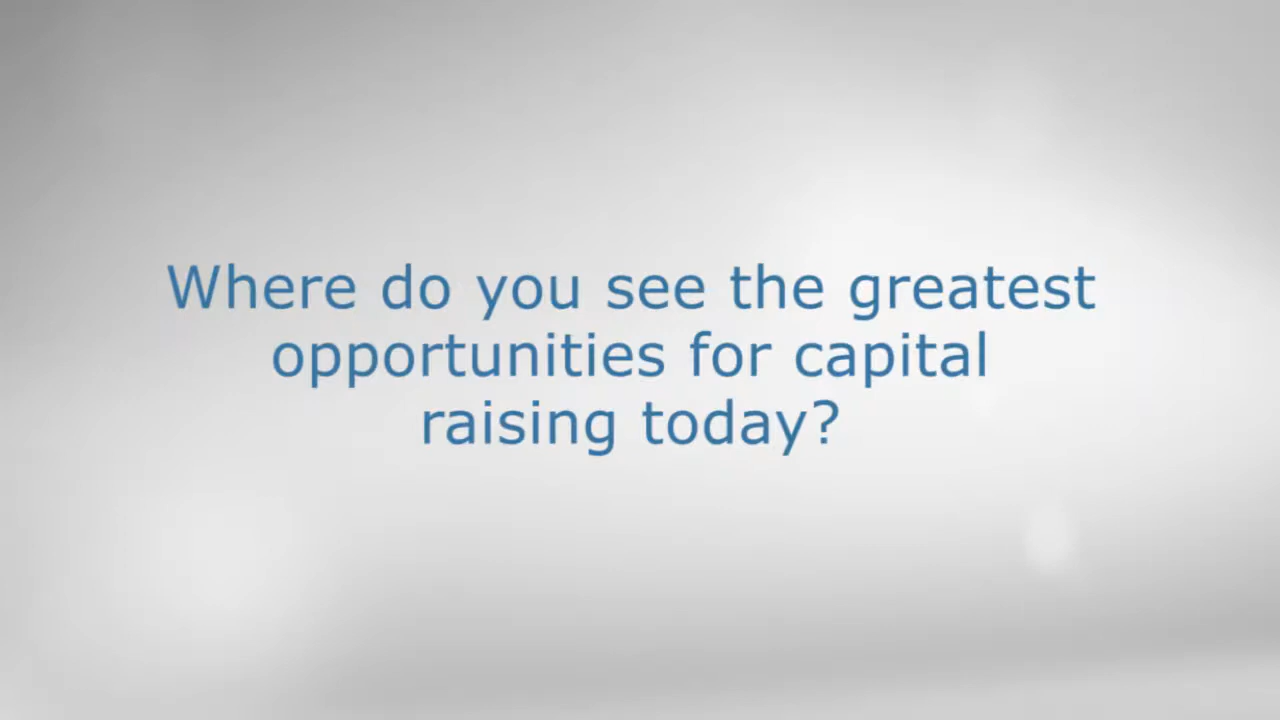 Where do you see the greatest
opportunities for capital
raising today?